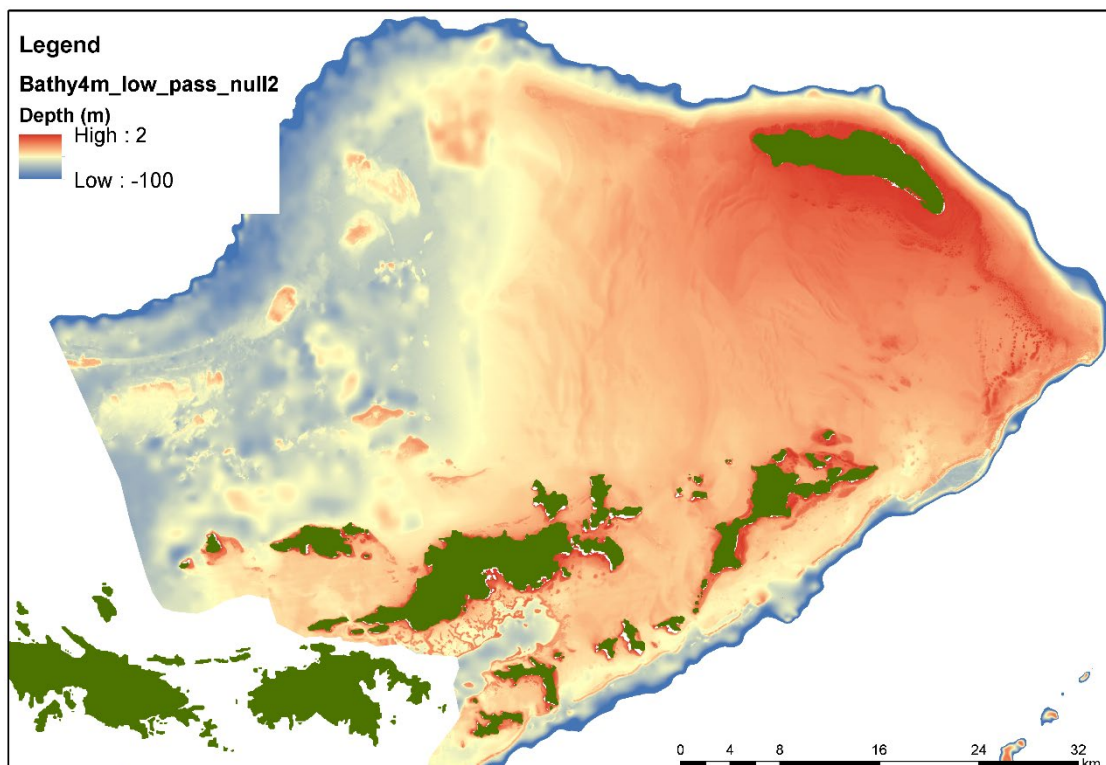 Legend
Bathy4m_low_pass_null2
Depth (m)
High : 2
Low : -100
0 4 8 16 24 32
km